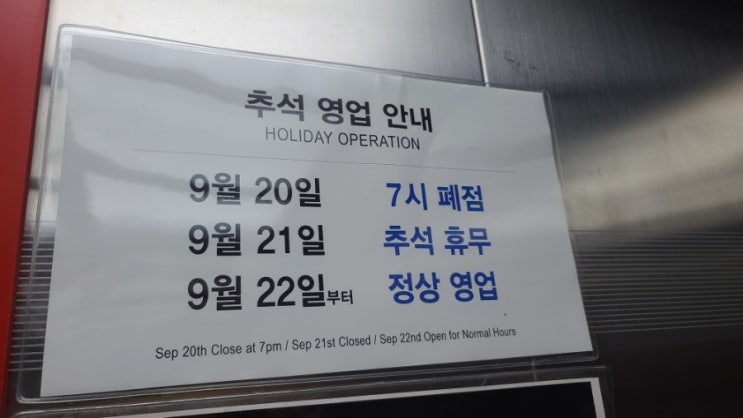 추석 영업 안내
HOLIDAY OPERATION
9월 20일 7시 폐점
9월 21일 추석 휴무
9월 22일부터 정상 영업
Sep 20th Close at 7pm / Sep 21st Closed / Sep 22nd Open for Normal Hours